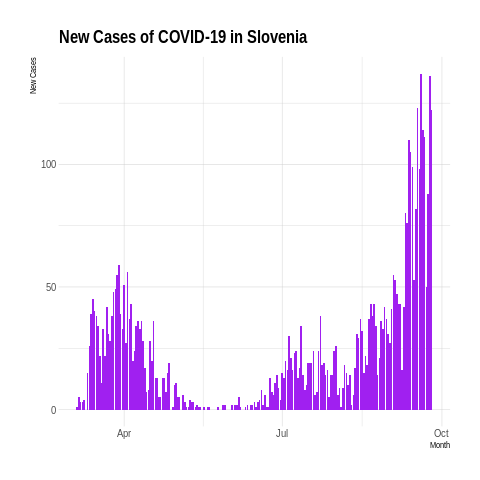 New Cases of COVID-19 in Slovenia
New Cases
100
50
0
Apr
Jul
Oct
Month